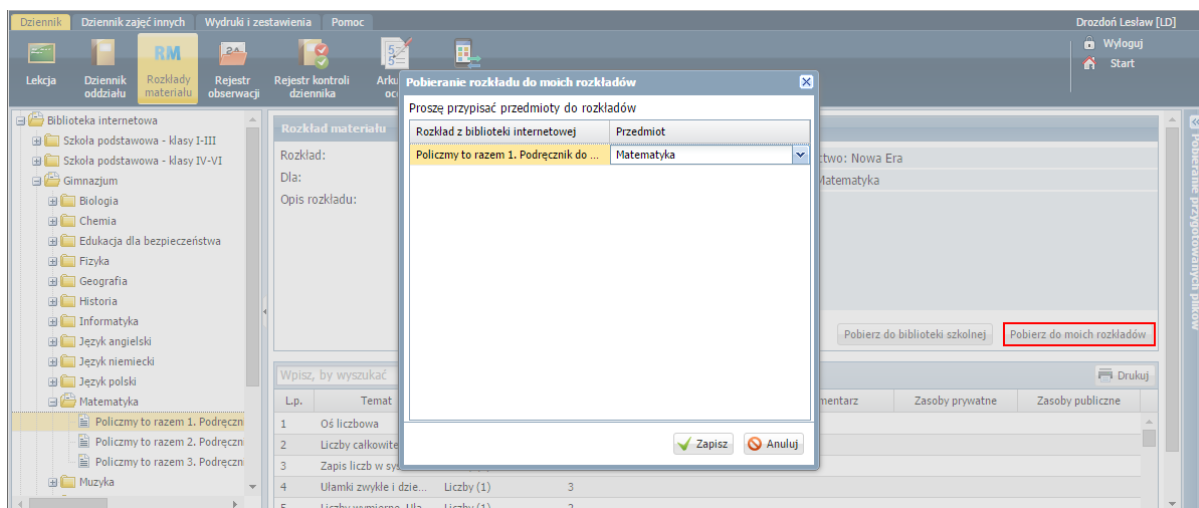 Dziennik Dziennik zajęć innych Wydruki i zestawienia Pomoc Drozdoń Lesław [LD]
Wyloguj
Start
RM
Lekcja Dziennik oddziału Rozkłady materiału Rejestr obserwacji Rejestr kontroli dziennika
Pobieranie rozkładu do moich rozkładów
Proszę przypisać przedmioty do rozkładów
Rozkład z biblioteki internetowej Przedmiot
Policzmy to razem 1. Podręcznik do ... Matematyka
Zapisz Anuluj
Biblioteka internetowa
Szkoła podstawowa - klasy I-III
Szkoła podstawowa - klasy IV-VI
Gimnazjum
Biologia
Chemia
Edukacja dla bezpieczeństwa
Fizyka
Geografia
Historia
Informatyka
Język angielski
Język niemiecki
Język polski
Matematyka
Policzmy to razem 1. Podręczn
Policzmy to razem 2. Podręczn
Policzmy to razem 3. Podręczn
Muzyka
Rozkład materiału
Rozkład: Nowa Era
Dla: Matematyka
Opis rozkładu:
Pobierz do biblioteki szkolnej Pobierz do moich rozkładów
Wpisz, by wyszukać Drukuj
L.p. Temat Zasoby prywatne Zasoby publiczne
1 Oś liczbowa
2 Liczby całkowite
3 Zapis liczb w sys
4 Ułamki zwykłe i dzie... Liczby (1) 3
Pobieranie przygotowanych plików